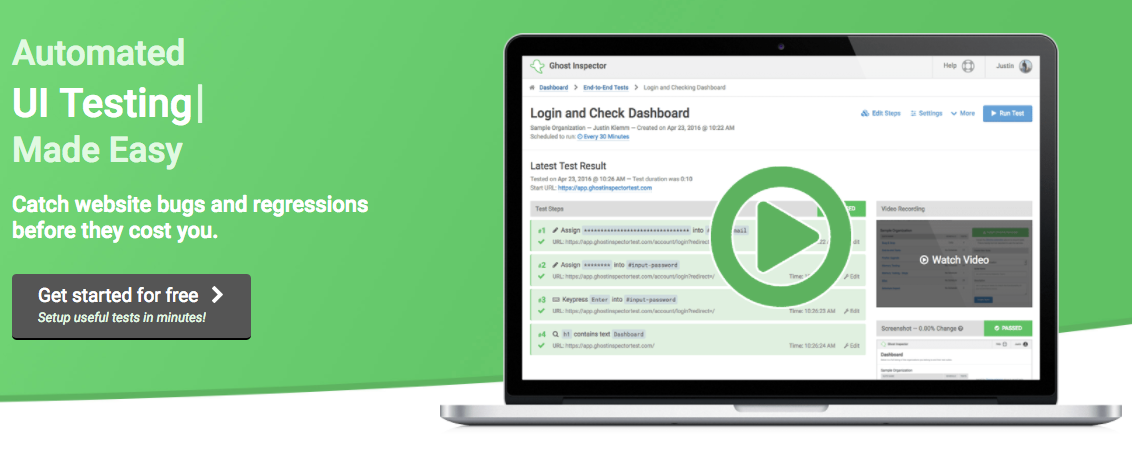 Automated
UI Testing
Made Easy
Catch website bugs and regressions
before they cost you.
Get started for free
Setup useful tests in minutes!
Ghost Inspector
Help
Justin
Dashboard > End-to-End Tests > Login and Checking Dashboard
Login and Check Dashboard
Edit Steps
Settings
More
Run Test
Sample Organization — Justin Klemm — Created on Apr 23, 2016 @ 10:22 AM
Scheduled to run: Every 30 Minutes
Latest Test Result
Tested on Apr 23, 2016 @ 10:26 AM — Test duration was 0:10
Start URL: https://app.ghostinspectortest.com
Test Steps
Video Recording
#1 Assign ******************************** into
URL: https://app.ghostinspectortest.com/account/login?redirect=/
Edit
#2 Assign ******** into #input-password
URL: https://app.ghostinspectortest.com/account/login?redirect=/
Time:
Edit
#3 Keypress Enter into #input-password
URL: https://app.ghostinspectortest.com/account/login?redirect=/
Time: 10:26:23 AM
Edit
#4 h1 contains text Dashboard
URL: https://app.ghostinspectortest.com/
Time: 10:26:24 AM
Edit
Watch Video
Screenshot — 0.00% Change
PASSED
Ghost Inspector
Dashboard
Sample Organization